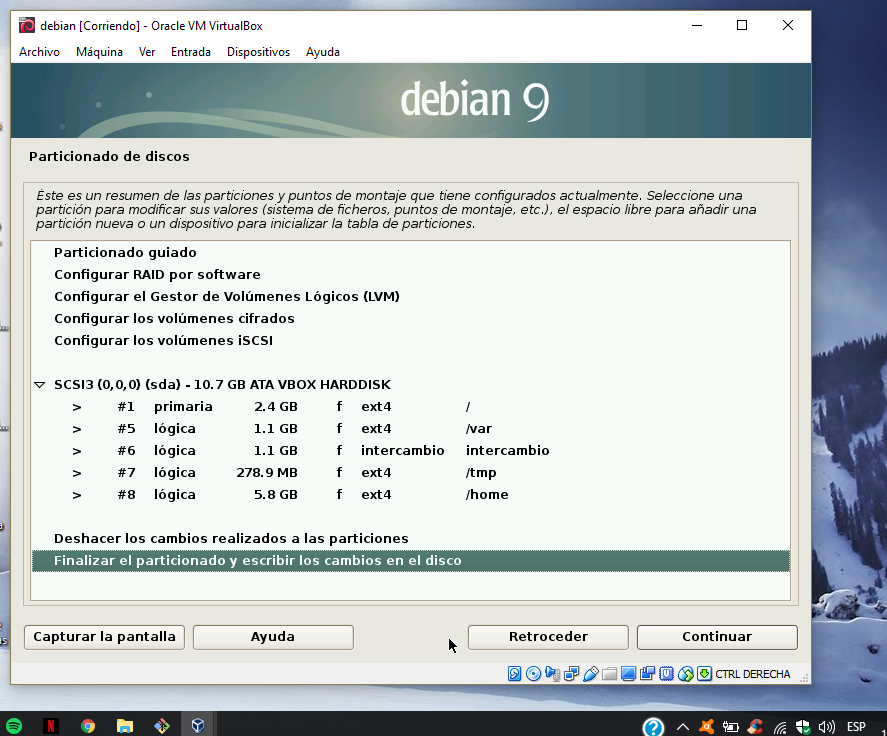 debian [Corriendo] - Oracle VM VirtualBox
Archivo Máquina Ver Entrada Dispositivos Ayuda
debian 9
Particionado de discos
Éste es un resumen de las particiones y puntos de montaje que tiene configurados actualmente. Seleccione una
partición para modificar sus valores (sistema de ficheros, puntos de montaje, etc.), el espacio libre para añadir una
partición nueva o un dispositivo para inicializar la tabla de particiones.
Particionado guiado
Configurar RAID por software
Configurar el Gestor de Volúmenes Lógicos (LVM)
Configurar los volúmenes cifrados
Configurar los volúmenes iSCSI
SCSI3 (0,0,0) (sda) - 10.7 GB ATA VBOX HARDDISK
> #1 primaria 2.4 GB f ext4 /
> #5 lógica 1.1 GB f ext4 /var
> #6 lógica 1.1 GB f intercambio intercambio
> #7 lógica 278.9 MB f ext4 /tmp
> #8 lógica 5.8 GB f ext4 /home
Deshacer los cambios realizados a las particiones
Finalizar el particionado y escribir los cambios en el disco
Capturar la pantalla Ayuda Retroceder Continuar
CTRL DERECHA
N ? ESP